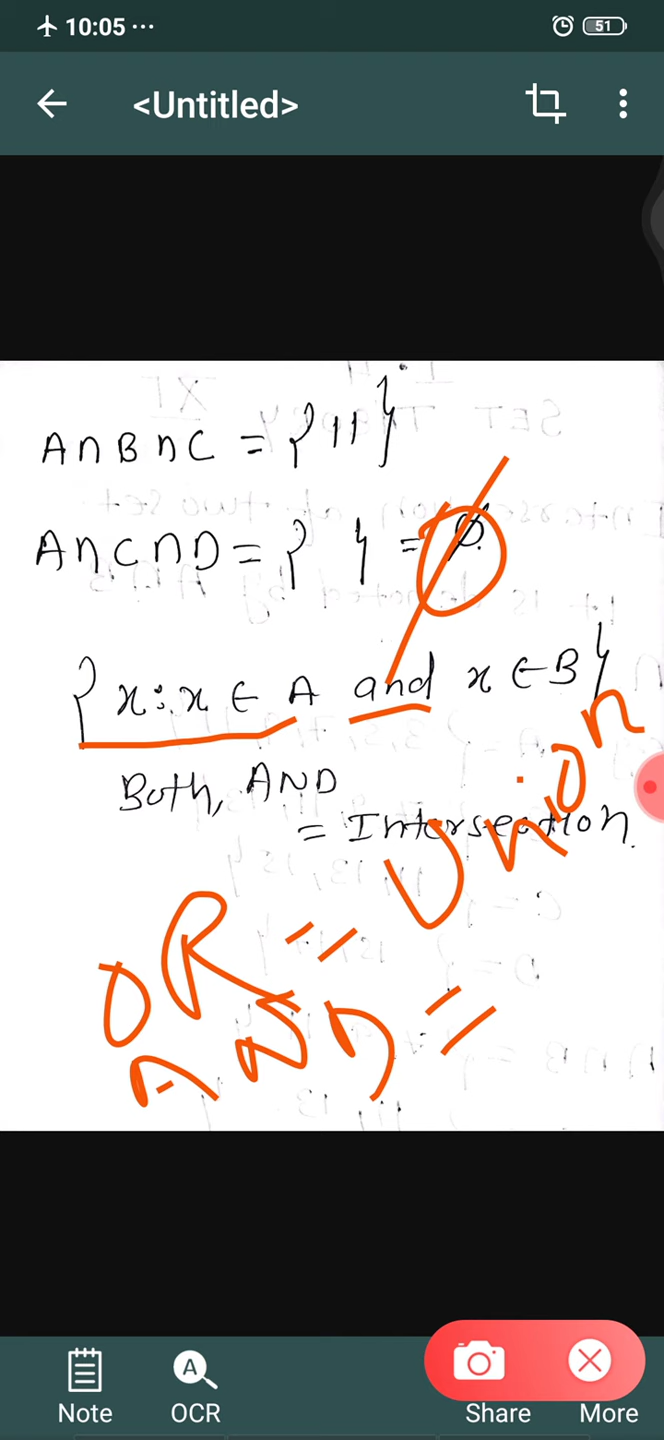 10:05 ...
51
<Untitled>
A∩B∩C = {11}
A∩C∩D = { } = ∅
{x:x ∈ A and x ∈ B}
Both, AND
= Intersection.
OR = Union
AND =
Note
OCR
Share
More